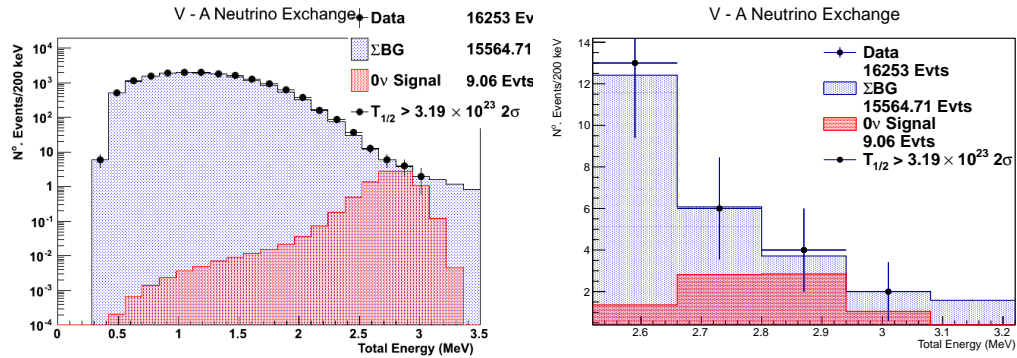 V - A Neutrino Exchange
Data 16253 Ev
ΣBG 15564.71
0ν Signal 9.06 Evts
T1/2 > 3.19 × 10^23 2σ
Nº. Events/200 keV
10^4
10^3
10^2
10
1
10^-1
10^-2
10^-3
10^-4
0 0.5 1 1.5 2 2.5 3 3.5
Total Energy (MeV)
V - A Neutrino Exchange
Data
16253 Evts
ΣBG
15564.71 Evts
0ν Signal
9.06 Evts
T1/2 > 3.19 × 10^23 2σ
Nº. Events/200 keV
14
12
10
8
6
4
2
2.6 2.7 2.8 2.9 3 3.1 3.2
Total Energy (MeV)